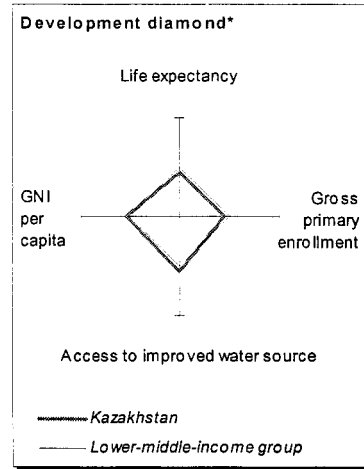 Development diamond*
Life expectancy
GNI
per
capita
Gross
primary
enrollment
Access to improved water source
Kazakhstan
Lower-middle-income group